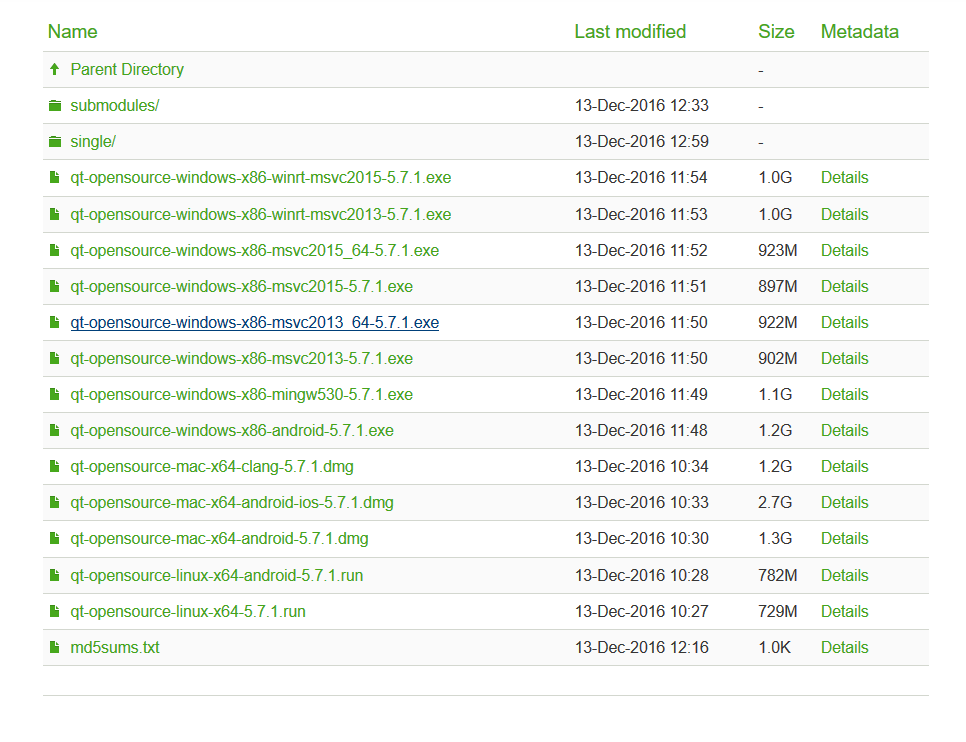 Name Last modified Size Metadata
Parent Directory -
submodules/ 13-Dec-2016 12:33 -
single/ 13-Dec-2016 12:59 -
qt-opensource-windows-x86-winrt-msvc2015-5.7.1.exe 13-Dec-2016 11:54 1.0G Details
qt-opensource-windows-x86-winrt-msvc2013-5.7.1.exe 13-Dec-2016 11:53 1.0G Details
qt-opensource-windows-x86-msvc2015_64-5.7.1.exe 13-Dec-2016 11:52 923M Details
qt-opensource-windows-x86-msvc2015-5.7.1.exe 13-Dec-2016 11:51 897M Details
qt-opensource-windows-x86-msvc2013_64-5.7.1.exe 13-Dec-2016 11:50 922M Details
qt-opensource-windows-x86-msvc2013-5.7.1.exe 13-Dec-2016 11:50 902M Details
qt-opensource-windows-x86-mingw530-5.7.1.exe 13-Dec-2016 11:49 1.1G Details
qt-opensource-windows-x86-android-5.7.1.exe 13-Dec-2016 11:48 1.2G Details
qt-opensource-mac-x64-clang-5.7.1.dmg 13-Dec-2016 10:34 1.2G Details
qt-opensource-mac-x64-android-ios-5.7.1.dmg 13-Dec-2016 10:33 2.7G Details
qt-opensource-mac-x64-android-5.7.1.dmg 13-Dec-2016 10:30 1.3G Details
qt-opensource-linux-x64-android-5.7.1.run 13-Dec-2016 10:28 782M Details
qt-opensource-linux-x64-5.7.1.run 13-Dec-2016 10:27 729M Details
md5sums.txt 13-Dec-2016 12:16 1.0K Details